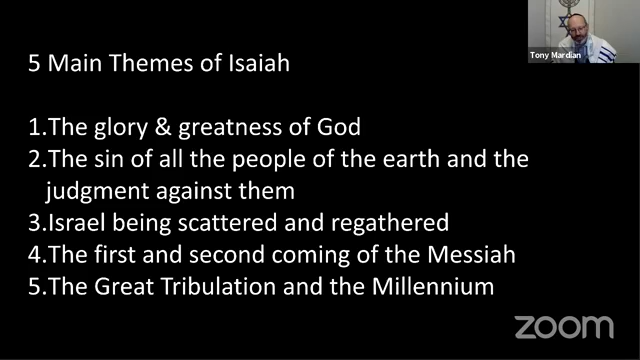 5 Main Themes of Isaiah
Tony Mardian
1.The glory & greatness of God
2.The sin of all the people of the earth and the
judgment against them
3.Israel being scattered and regathered
4.The first and second coming of the Messiah
5.The Great Tribulation and the Millennium
zoom